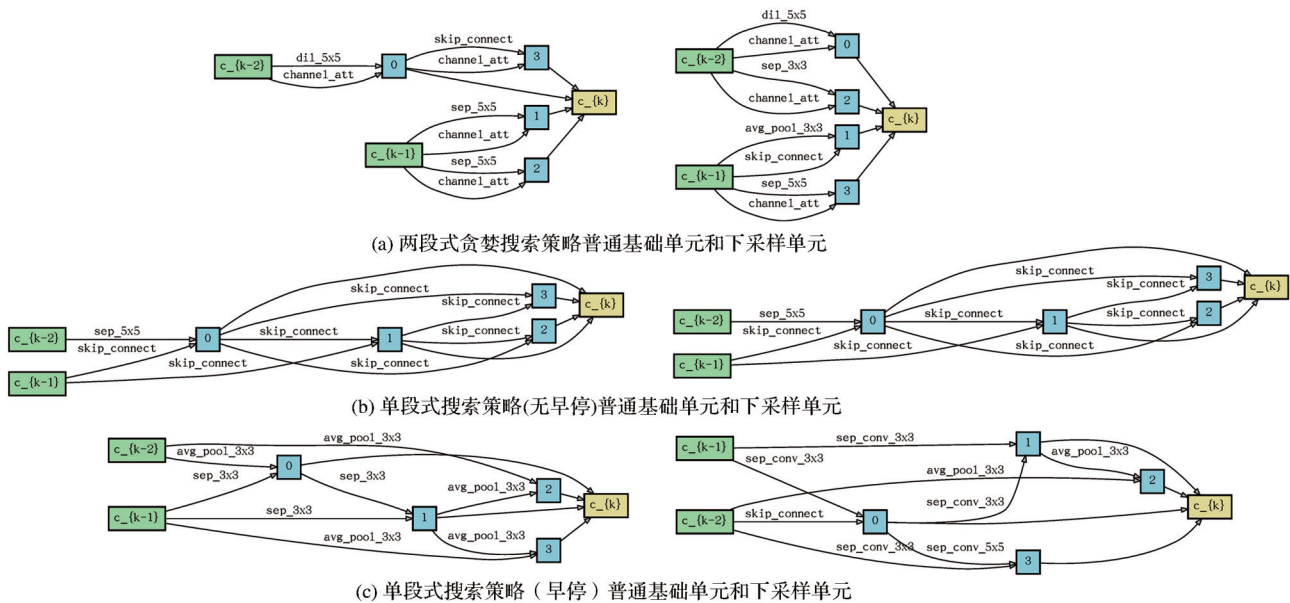 dil_5x5
channel_att
c_{k-2}
0
skip_connect
channel_att
3
c_{k}
sep_5x5
channel_att
1
c_{k-1}
sep_5x5
channel_att
2
dil_5x5
channel_att
0
c_{k-2}
sep_3x3
channel_att
2
c_{k}
avg_pool_3x3
skip_connect
1
c_{k-1}
sep_5x5
channel_att
3
(a) 两段式贪婪搜索策略普通基础单元和下采样单元
skip_connect
skip_connect
3
c_{k}
c_{k-2}
sep_5x5
skip_connect
0
skip_connect
1
skip_connect
2
c_{k-1}
skip_connect
skip_connect
skip_connect
skip_connect
3
c_{k}
c_{k-2}
sep_5x5
skip_connect
0
skip_connect
1
skip_connect
2
c_{k-1}
skip_connect
skip_connect
(b) 单段式搜索策略(无早停)普通基础单元和下采样单元
c_{k-2}
avg_pool_3x3
avg_pool_3x3
0
sep_3x3
sep_3x3
avg_pool_3x3
2
c_{k}
c_{k-1}
sep_3x3
1
avg_pool_3x3
avg_pool_3x3
3
c_{k-1}
sep_conv_3x3
sep_conv_3x3
1
avg_pool_3x3
avg_pool_3x3
2
sep_conv_3x3
c_{k}
c_{k-2}
skip_connect
0
sep_conv_3x3
sep_conv_5x5
3
(c) 单段式搜索策略（早停）普通基础单元和下采样单元